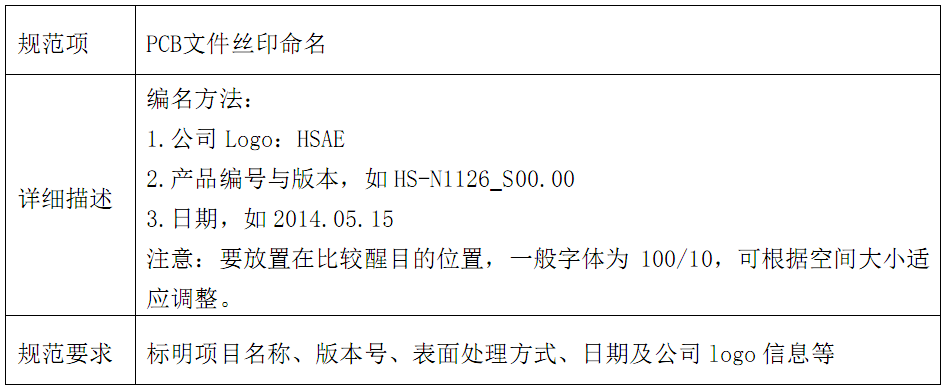 规范项
PCB文件丝印命名
详细描述
编名方法：
1.公司 Logo：HSAE
2.产品编号与版本，如 HS-N1126_S00.00
3.日期，如 2014.05.15
注意：要放置在比较醒目的位置，一般字体为 100/10，可根据空间大小适
应调整。
规范要求
标明项目名称、版本号、表面处理方式、日期及公司 logo 信息等